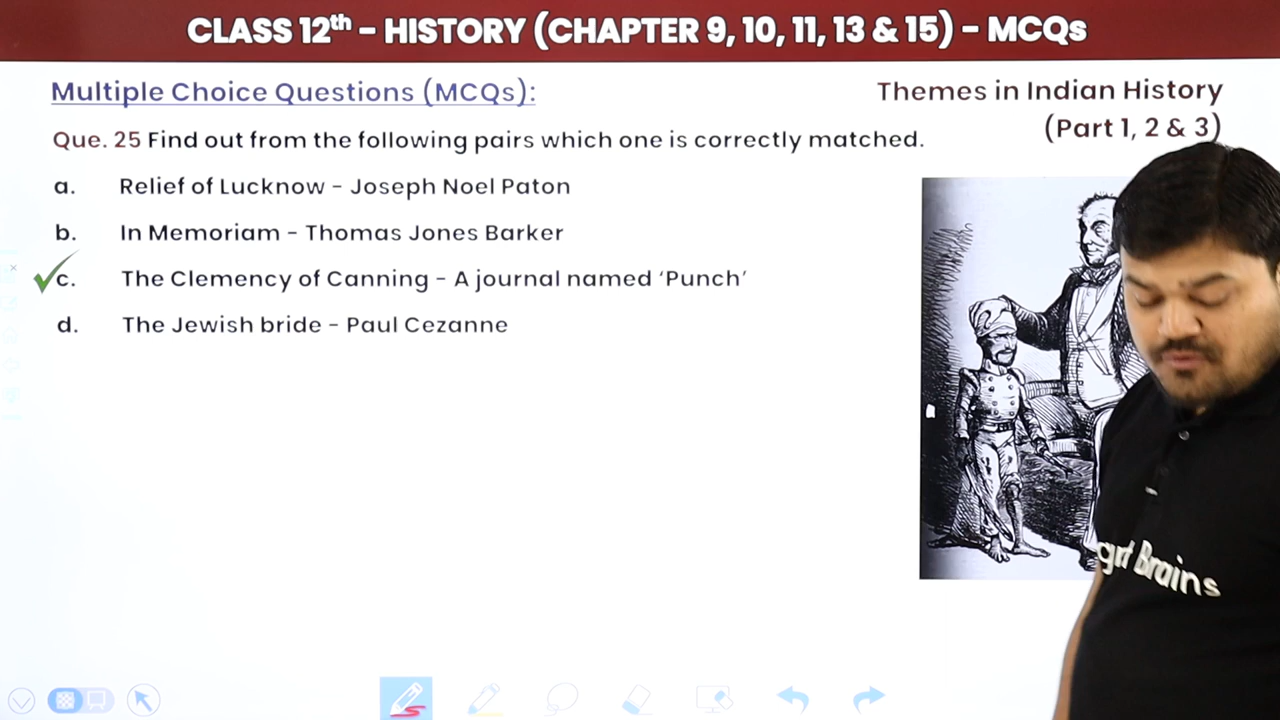 CLASS 12th – HISTORY (CHAPTER 9, 10, 11, 13 & 15) – MCQs
Multiple Choice Questions (MCQs):
Themes in Indian History
(Part 1, 2 & 3)
Que. 25 Find out from the following pairs which one is correctly matched.
a. Relief of Lucknow – Joseph Noel Paton
b. In Memoriam – Thomas Jones Barker
c. The Clemency of Canning – A journal named ‘Punch’
d. The Jewish bride – Paul Cezanne
Brains